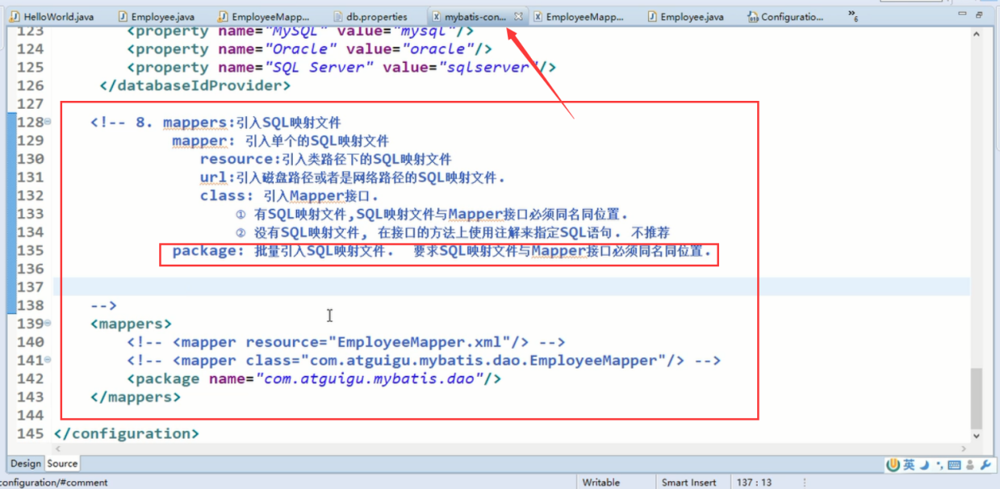 HelloWorld.java Employee.java EmployeeMapp... db.properties mybatis-con... EmployeeMapp... Employee.java Configuratio... »6
123 <property name="MySQL" value="mysql"/>
124 <property name="Oracle" value="oracle"/>
125 <property name="SQL Server" value="sqlserver"/>
126 </databaseIdProvider>
127
128 <!-- 8. mappers:引入SQL映射文件
129 mapper: 引入单个的SQL映射文件
130 resource:引入类路径下的SQL映射文件
131 url:引入磁盘路径或者是网络路径的SQL映射文件.
132 class: 引入Mapper接口.
133 ① 有SQL映射文件,SQL映射文件与Mapper接口必须同名同位置.
134 ② 没有SQL映射文件, 在接口的方法上使用注解来指定SQL语句. 不推荐
135 package: 批量引入SQL映射文件. 要求SQL映射文件与Mapper接口必须同名同位置.
136
137
138 -->
139 <mappers>
140 <!-- <mapper resource="EmployeeMapper.xml"/> -->
141 <!-- <mapper class="com.atguigu.mybatis.dao.EmployeeMapper"/> -->
142 <package name="com.atguigu.mybatis.dao"/>
143 </mappers>
144
145 </configuration>
Design Source
英
configuration/#comment Writable Smart Insert 137 : 13